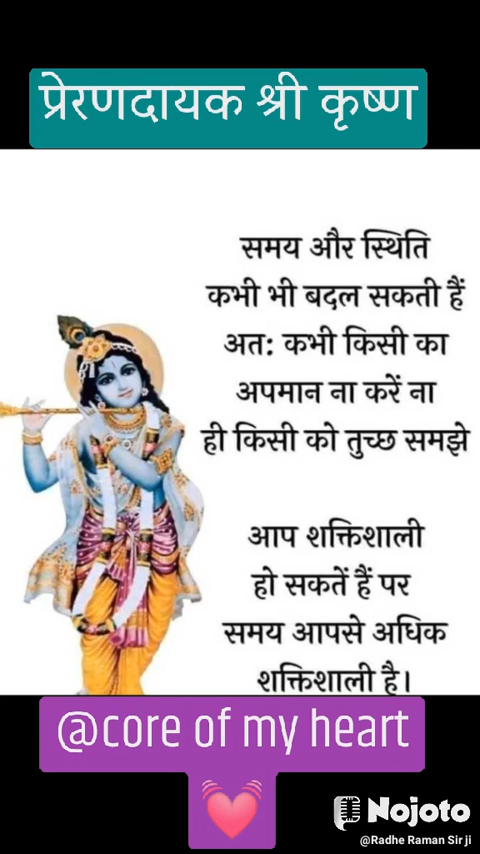 प्रेरणदायक श्री कृष्ण
समय और स्थिति
कभी भी बदल सकती हैं
अत: कभी किसी का
अपमान ना करें ना
ही किसी को तुच्छ समझे
आप शक्तिशाली
हो सकतें हैं पर
समय आपसे अधिक
शक्तिशाली है।
@core of my heart
Nojoto
@Radhe Raman Sir ji